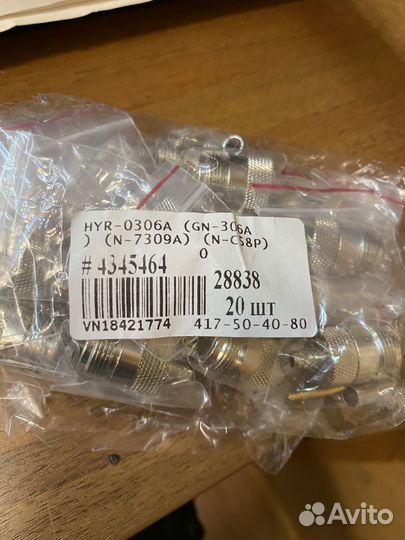 HYR-0306A (GN-306A
) (N-7309A) (N-C58P)
0
# 4345464
28838
20 шт
VN18421774
417-50-40-80
Avito